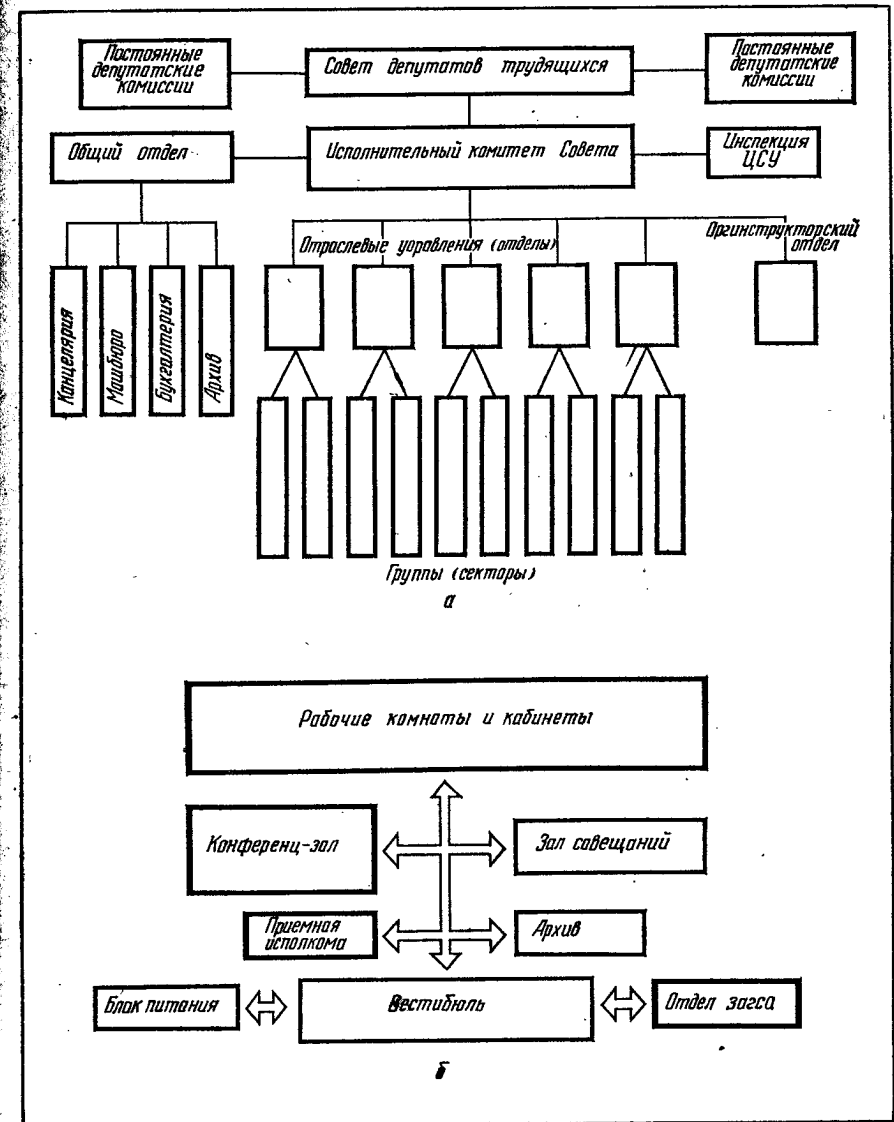 Постоянные
депутатские
комиссии
Совет депутатов трудящихся
Постоянные
депутатские
комиссии
Общий отдел
Исполнительный комитет Совета
Инспекция
ЦСУ
Отраслевые управления (отделы)
Оргинструкторский
отдел
Канцелярия
Машбюро
Бухгалтерия
Архив
Группы (секторы)
а
Рабочие комнаты и кабинеты
Конференц-зал
Зал совещаний
Приемная
исполкома
Архив
Блок питания
Вестибюль
Отдел загса
б